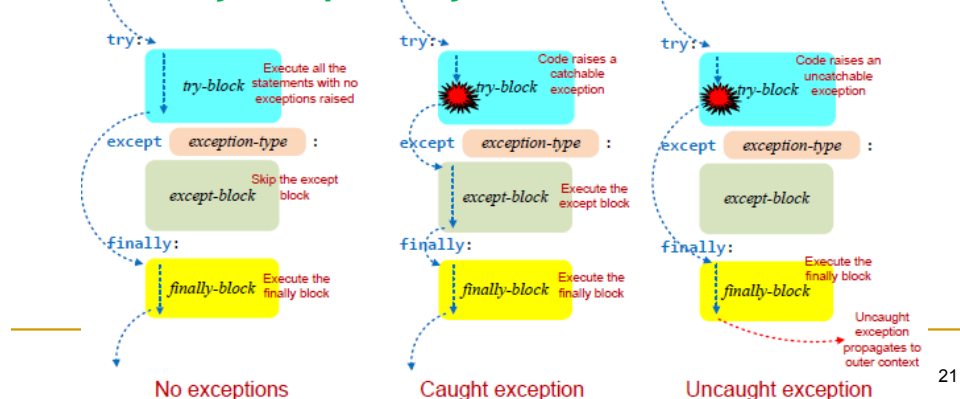 try:
Execute all the
statements with no
exceptions raised
try-block
except exception-type :
Skip the except
block
except-block
finally:
Execute the
finally block
finally-block
No exceptions
try:
Code raises a
catchable
exception
try-block
except exception-type :
Execute the
except block
except-block
finally:
Execute the
finally block
finally-block
Caught exception
try:
Code raises an
uncatchable
exception
try-block
except exception-type :
except-block
finally:
Execute the
finally block
finally-block
Uncaught
exception
propagates to
outer context
Uncaught exception
21